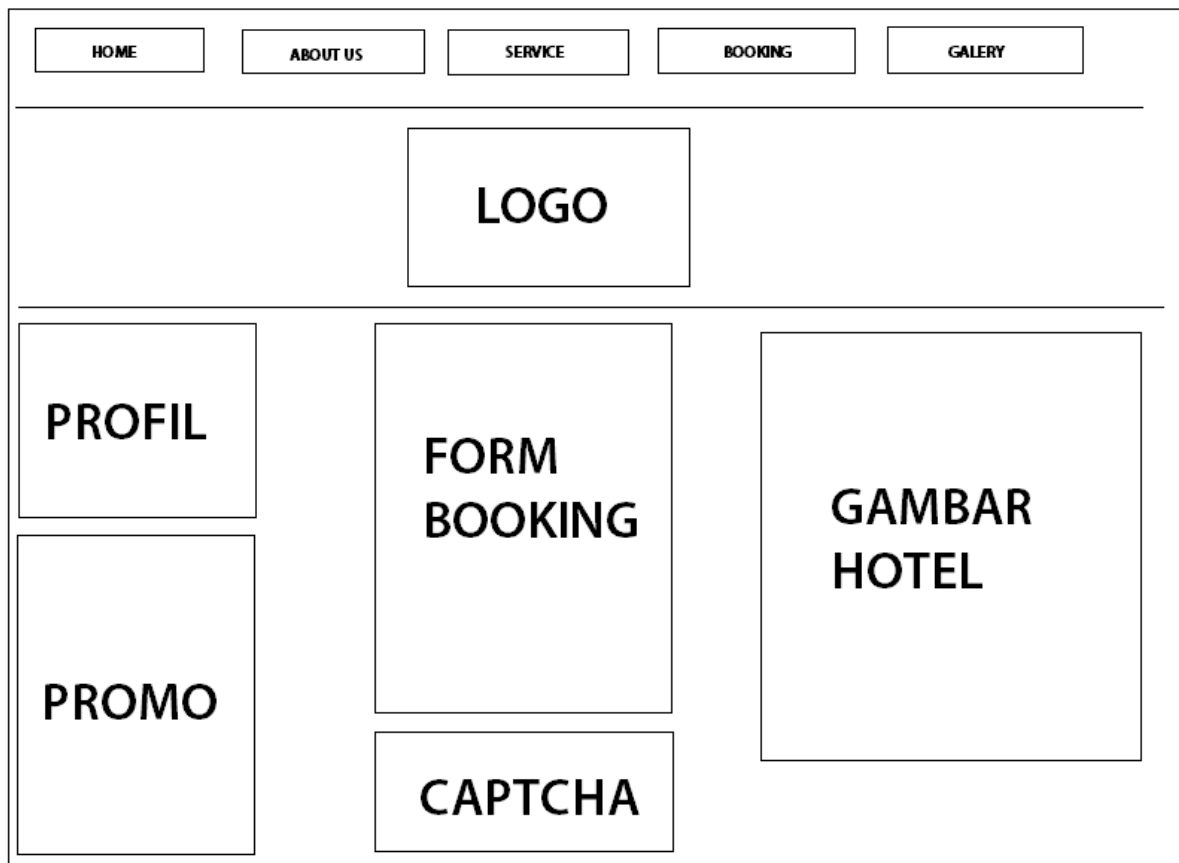 HOME
ABOUT US
SERVICE
BOOKING
GALERY
LOGO
PROFIL
PROMO
FORM
BOOKING
CAPTCHA
GAMBAR
HOTEL